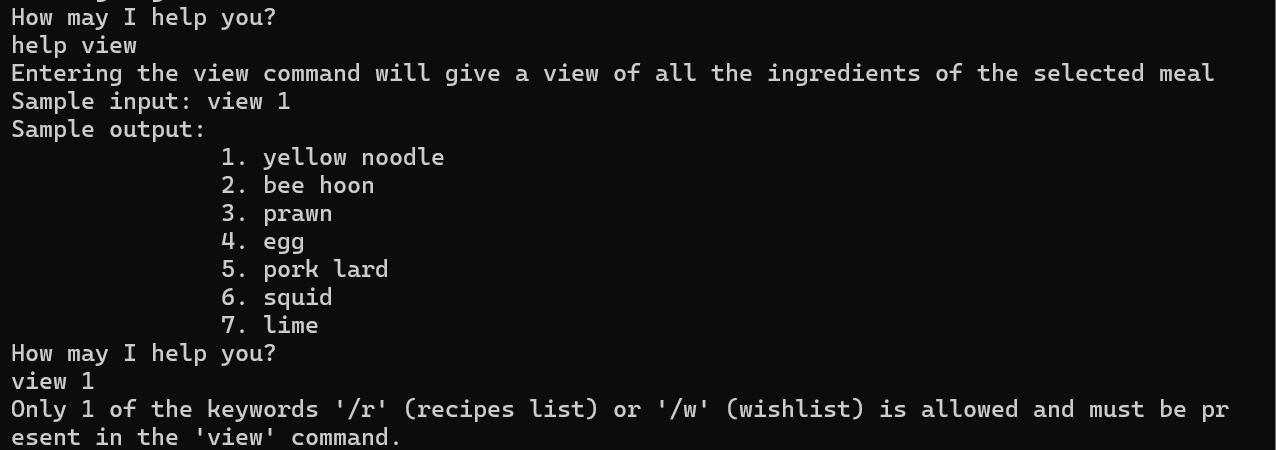 How may I help you?
help view
Entering the view command will give a view of all the ingredients of the selected meal
Sample input: view 1
Sample output:
1. yellow noodle
2. bee hoon
3. prawn
4. egg
5. pork lard
6. squid
7. lime
How may I help you?
view 1
Only 1 of the keywords '/r' (recipes list) or '/w' (wishlist) is allowed and must be pr
esent in the 'view' command.